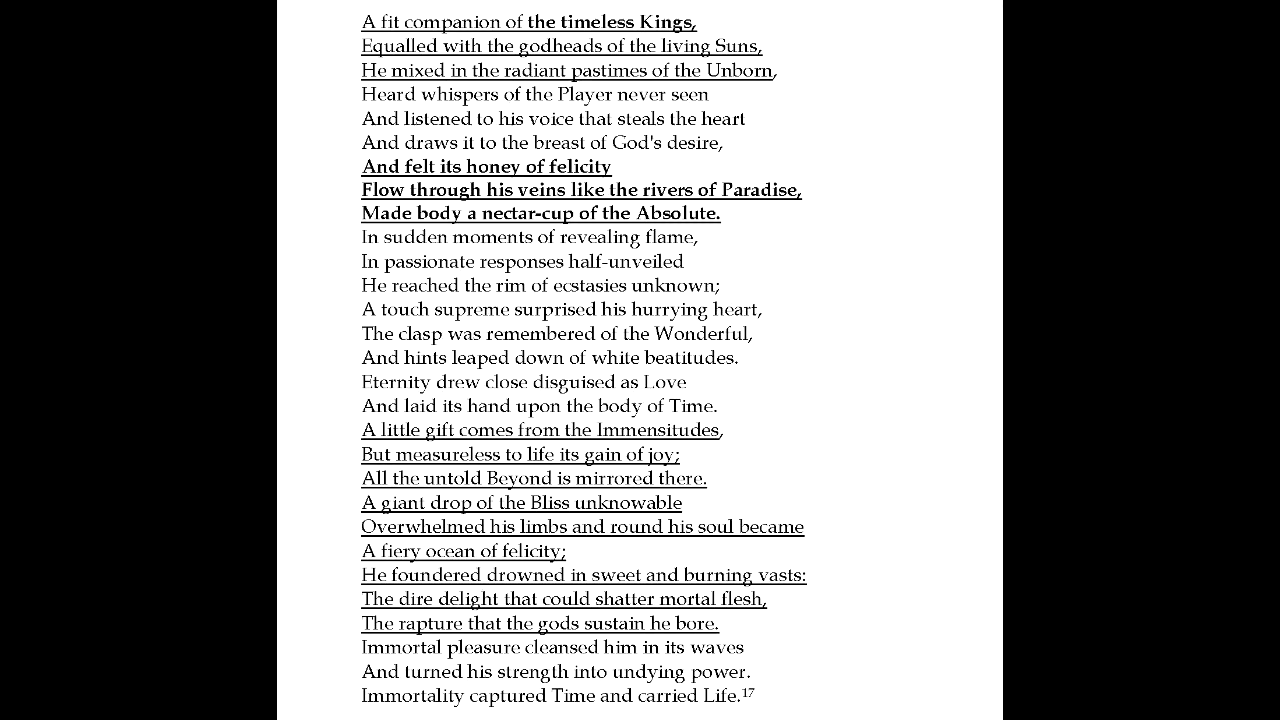 A fit companion of the timeless Kings,
Equalled with the godheads of the living Suns,
He mixed in the radiant pastimes of the Unborn,
Heard whispers of the Player never seen
And listened to his voice that steals the heart
And draws it to the breast of God's desire,
And felt its honey of felicity
Flow through his veins like the rivers of Paradise,
Made body a nectar-cup of the Absolute.
In sudden moments of revealing flame,
In passionate responses half-unveiled
He reached the rim of ecstasies unknown;
A touch supreme surprised his hurrying heart,
The clasp was remembered of the Wonderful,
And hints leaped down of white beatitudes.
Eternity drew close disguised as Love
And laid its hand upon the body of Time.
A little gift comes from the Immensitudes,
But measureless to life its gain of joy;
All the untold Beyond is mirrored there.
A giant drop of the Bliss unknowable
Overwhelmed his limbs and round his soul became
A fiery ocean of felicity;
He foundered drowned in sweet and burning vasts:
The dire delight that could shatter mortal flesh,
The rapture that the gods sustain he bore.
Immortal pleasure cleansed him in its waves
And turned his strength into undying power.
Immortality captured Time and carried Life.17